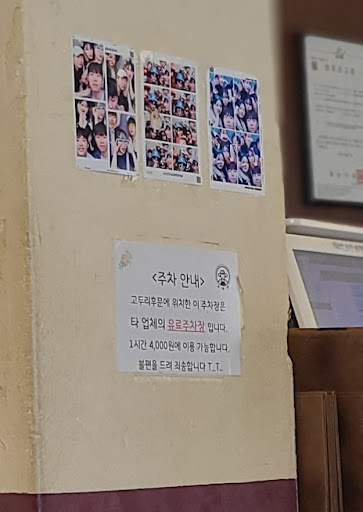 <주차 안내>
고두리후문에 위치한 이 주차장은
타 업체의 유료주차장 입니다.
1시간 4,000원에 이용 가능합니다.
불편을 드려 죄송합니다 T_T..